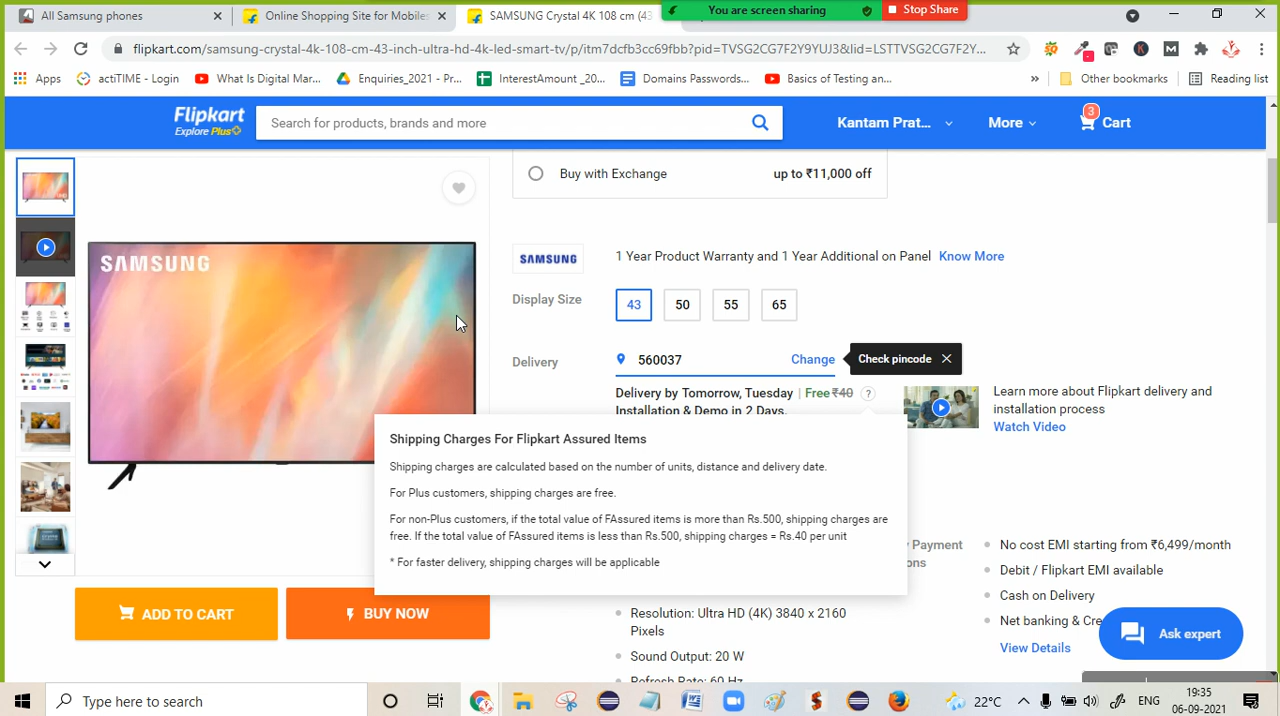 All Samsung phones
Online Shopping Site for Mobiles
SAMSUNG Crystal 4K 108 cm (43
You are screen sharing
Stop Share
flipkart.com/samsung-crystal-4k-108-cm-43-inch-ultra-hd-4k-led-smart-tv/p/itm7dcfb3cc69fbb?pid=TVSG2CG7F2Y9YUJ3&lid=LSTTVSG2CG7F2Y...
Apps
actiTIME - Login
What Is Digital Mar...
Enquiries_2021 - Pr...
InterestAmount _20...
Domains Passwords...
Basics of Testing an...
»
Other bookmarks
Reading list
Flipkart
Explore Plus
Search for products, brands and more
Kantam Prat...
More
3
Cart
Buy with Exchange
up to ₹11,000 off
SAMSUNG
SAMSUNG
1 Year Product Warranty and 1 Year Additional on Panel Know More
Display Size
43
50
55
65
Delivery
560037
Change
Check pincode
Delivery by Tomorrow, Tuesday | Free ₹40 ?
Installation & Demo in 2 Days.
Learn more about Flipkart delivery and
installation process
Watch Video
Shipping Charges For Flipkart Assured Items
Shipping charges are calculated based on the number of units, distance and delivery date.
For Plus customers, shipping charges are free.
For non-Plus customers, if the total value of FAssured items is more than Rs.500, shipping charges are
free. If the total value of FAssured items is less than Rs.500, shipping charges = Rs.40 per unit
* For faster delivery, shipping charges will be applicable
Payment
No cost EMI starting from ₹6,499/month
Debit / Flipkart EMI available
Cash on Delivery
Net banking & Cre
View Details
Ask expert
ADD TO CART
BUY NOW
Resolution: Ultra HD (4K) 3840 x 2160
Pixels
Sound Output: 20 W
Refresh Rate: 60 Hz
Type here to search
22°C
ENG
19:35
06-09-2021